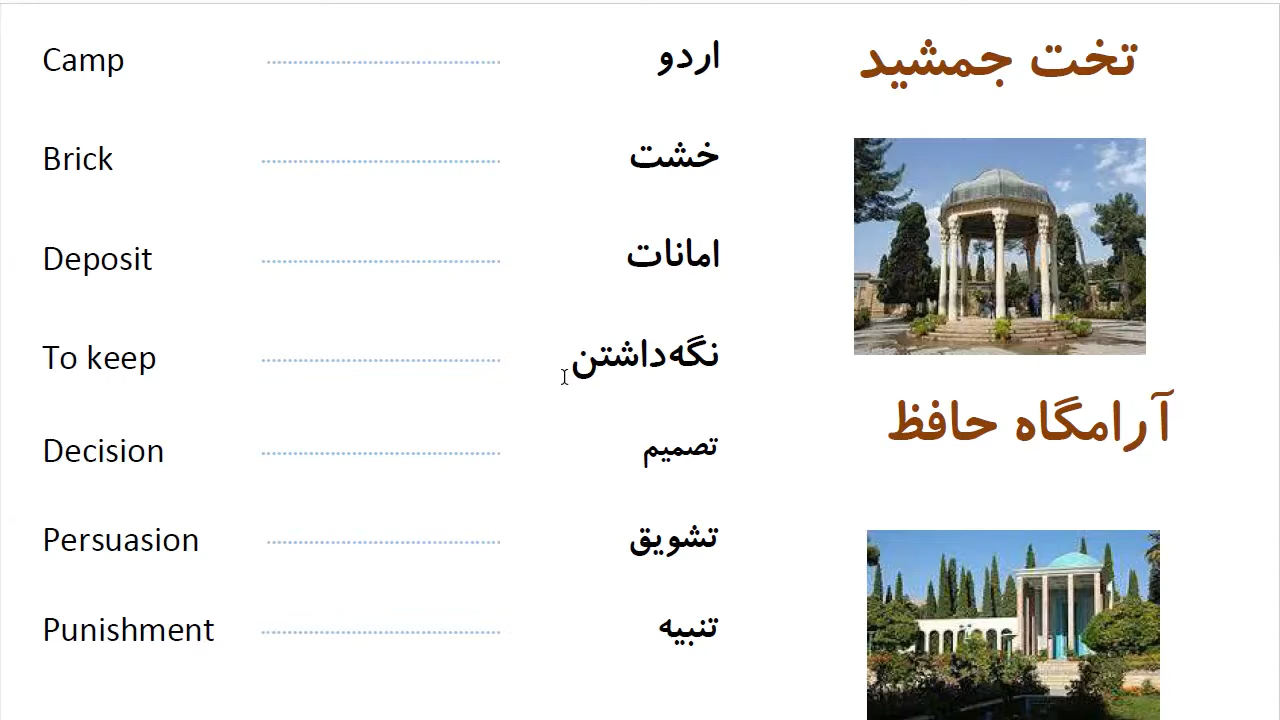 Camp ........................................ اردو
Brick ........................................ خشت
Deposit ........................................ امانات
To keep ........................................ نگه‌داشتن
Decision ........................................ تصمیم
Persuasion ........................................ تشویق
Punishment ........................................ تنبیه
تخت جمشید
آرامگاه حافظ